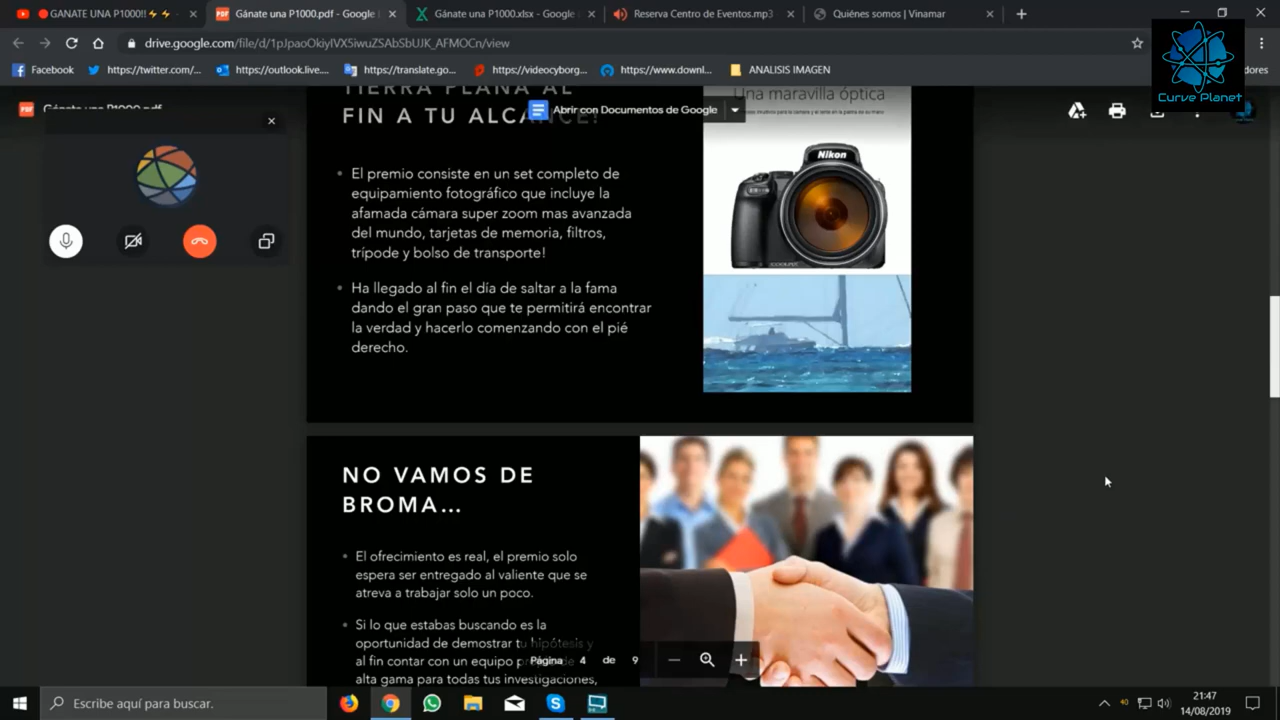 GANATE UNA P1000!!
Gánate una P1000.pdf - Google
Gánate una P1000.xlsx - Google
Reserva Centro de Eventos.mp3
Quiénes somos | Vinamar
drive.google.com/file/d/1pJpaoOkiyIVX5iwuZSAbSbUJK_AFMOCn/view
Facebook
https://twitter.com/...
https://outlook.live....
https://translate.go...
https://videocyborg...
https://www.downl...
ANALISIS IMAGEN
Curve Planet
PDF
Gánate una P1000.pdf
Abrir con Documentos de Google
TIERRA PLANA AL
FIN A TU ALCANCE!
El premio consiste en un set completo de
equipamiento fotográfico que incluye la
afamada cámara super zoom mas avanzada
del mundo, tarjetas de memoria, filtros,
trípode y bolso de transporte!
Ha llegado al fin el día de saltar a la fama
dando el gran paso que te permitirá encontrar
la verdad y hacerlo comenzando con el pié
derecho.
Una maravilla óptica
Nikon
COOLPIX
NO VAMOS DE
BROMA...
El ofrecimiento es real, el premio solo
espera ser entregado al valiente que se
atreva a trabajar solo un poco.
Si lo que estabas buscando es la
oportunidad de demostrar tu hipótesis y
al fin contar con un equipo
alta gama para todas tus investigaciones,
Página 4 de 9
Escribe aquí para buscar.
40
21:47
14/08/2019